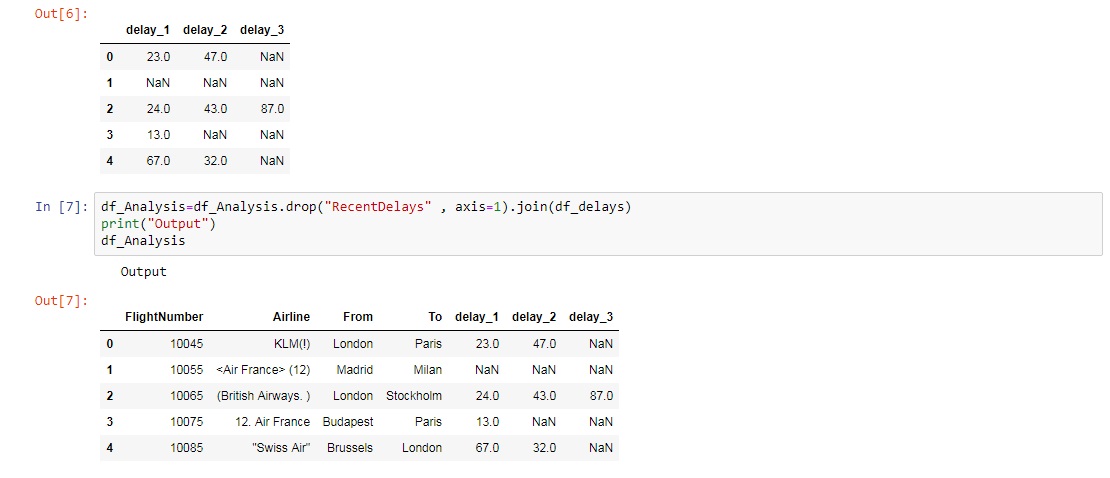 Out[6]:
delay_1 delay_2 delay_3
0 23.0 47.0 NaN
1 NaN NaN NaN
2 24.0 43.0 87.0
3 13.0 NaN NaN
4 67.0 32.0 NaN
In [7]: df_Analysis=df_Analysis.drop("RecentDelays" , axis=1).join(df_delays)
print("Output")
df_Analysis
Output
Out[7]:
FlightNumber Airline From To delay_1 delay_2 delay_3
0 10045 KLM(!) London Paris 23.0 47.0 NaN
1 10055 <Air France> (12) Madrid Milan NaN NaN NaN
2 10065 (British Airways. ) London Stockholm 24.0 43.0 87.0
3 10075 12. Air France Budapest Paris 13.0 NaN NaN
4 10085 "Swiss Air" Brussels London 67.0 32.0 NaN